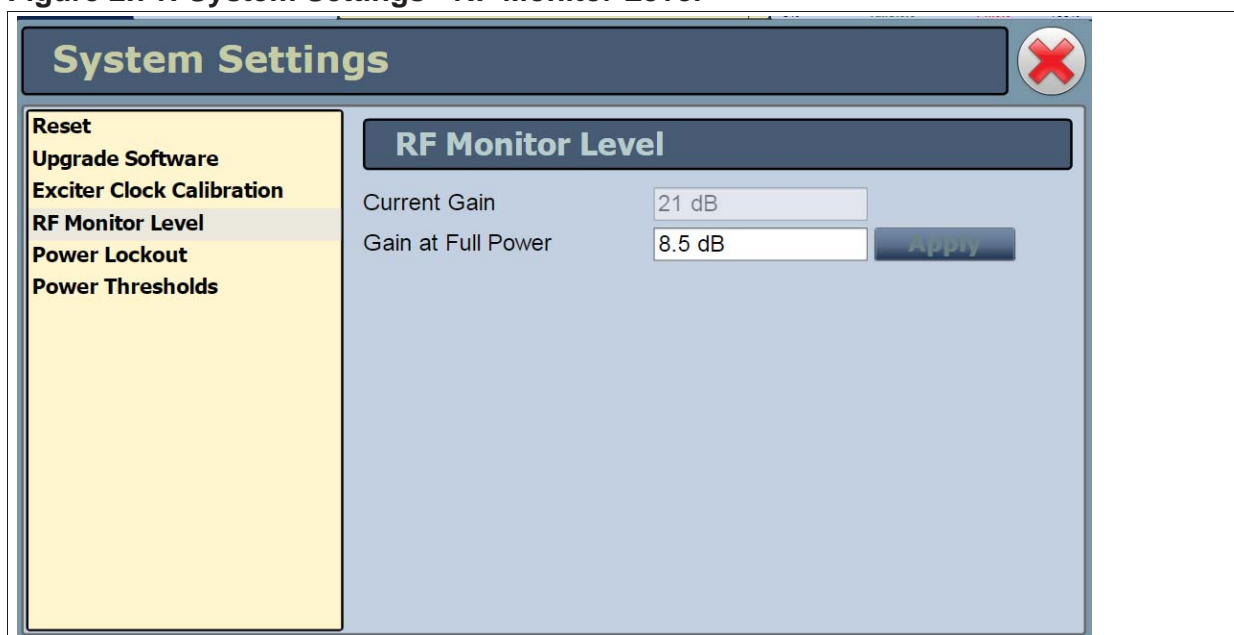 System Settings
Reset
Upgrade Software
Exciter Clock Calibration
RF Monitor Level
Power Lockout
Power Thresholds
RF Monitor Level
Current Gain 21 dB
Gain at Full Power 8.5 dB Apply